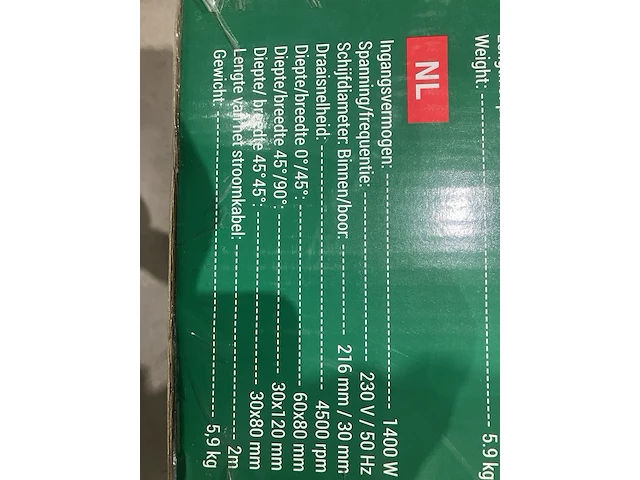 Weight: 5.9 kg
NL
Ingangsvermogen: 1400 W
Spanning/frequentie: 230 V / 50 Hz
Schijfdiameter. Binnen/boor: 216 mm / 30 mm
Draaisnelheid: 4500 rpm
Diepte/breedte 0°/45°: 60x80 mm
Diepte/breedte 45°/90°: 30x120 mm
Diepte/ breedte 45°45°: 30x80 mm
Lengte van het stroomkabel: 2m
Gewicht: 5,9 kg